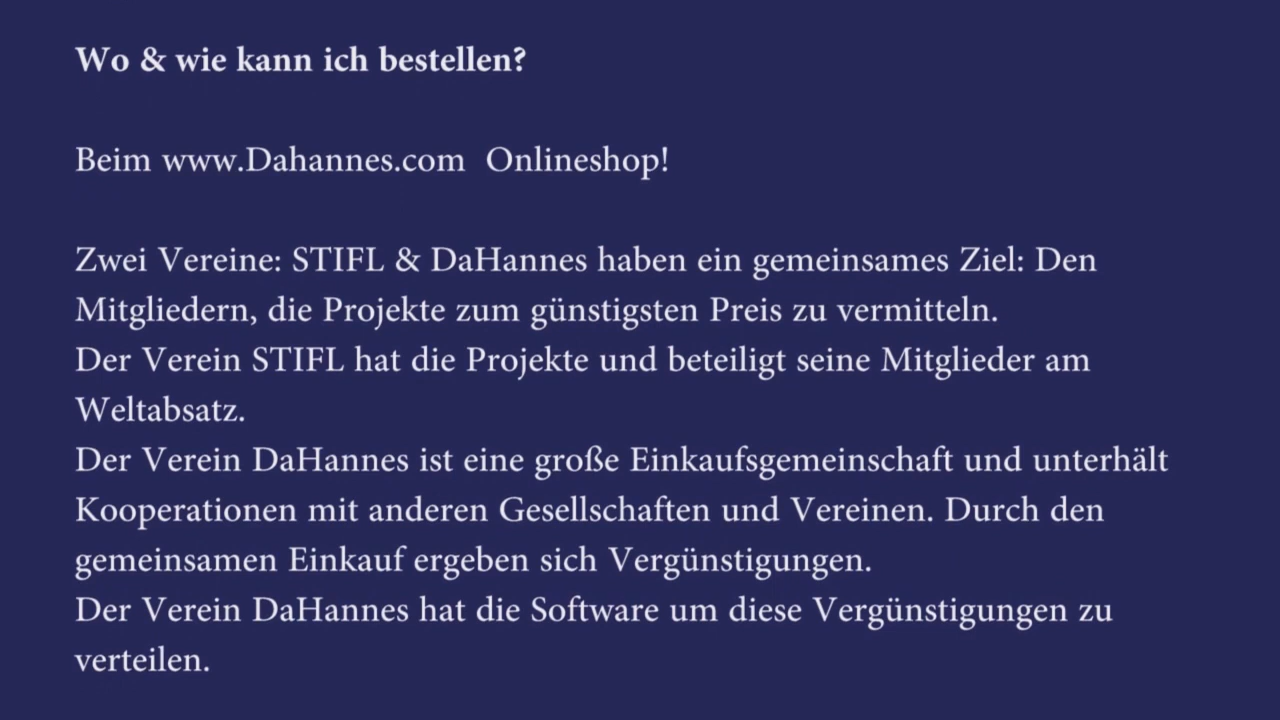 Wo & wie kann ich bestellen?
Beim www.Dahannes.com Onlineshop!
Zwei Vereine: STIFL & DaHannes haben ein gemeinsames Ziel: Den
Mitgliedern, die Projekte zum günstigsten Preis zu vermitteln.
Der Verein STIFL hat die Projekte und beteiligt seine Mitglieder am
Weltabsatz.
Der Verein DaHannes ist eine große Einkaufsgemeinschaft und unterhält
Kooperationen mit anderen Gesellschaften und Vereinen. Durch den
gemeinsamen Einkauf ergeben sich Vergünstigungen.
Der Verein DaHannes hat die Software um diese Vergünstigungen zu
verteilen.